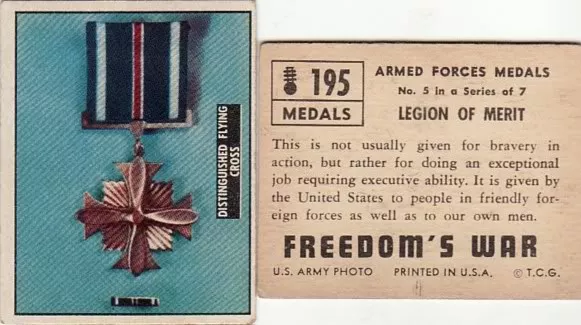 DISTINGUISHED FLYING
CROSS
195
MEDALS
ARMED FORCES MEDALS
No. 5 in a Series of 7
LEGION OF MERIT
This is not usually given for bravery in
action, but rather for doing an exceptional
job requiring executive ability. It is given by
the United States to people in friendly for-
eign forces as well as to our own men.
FREEDOM'S WAR
U.S. ARMY PHOTO PRINTED IN U.S.A. © T.C.G.